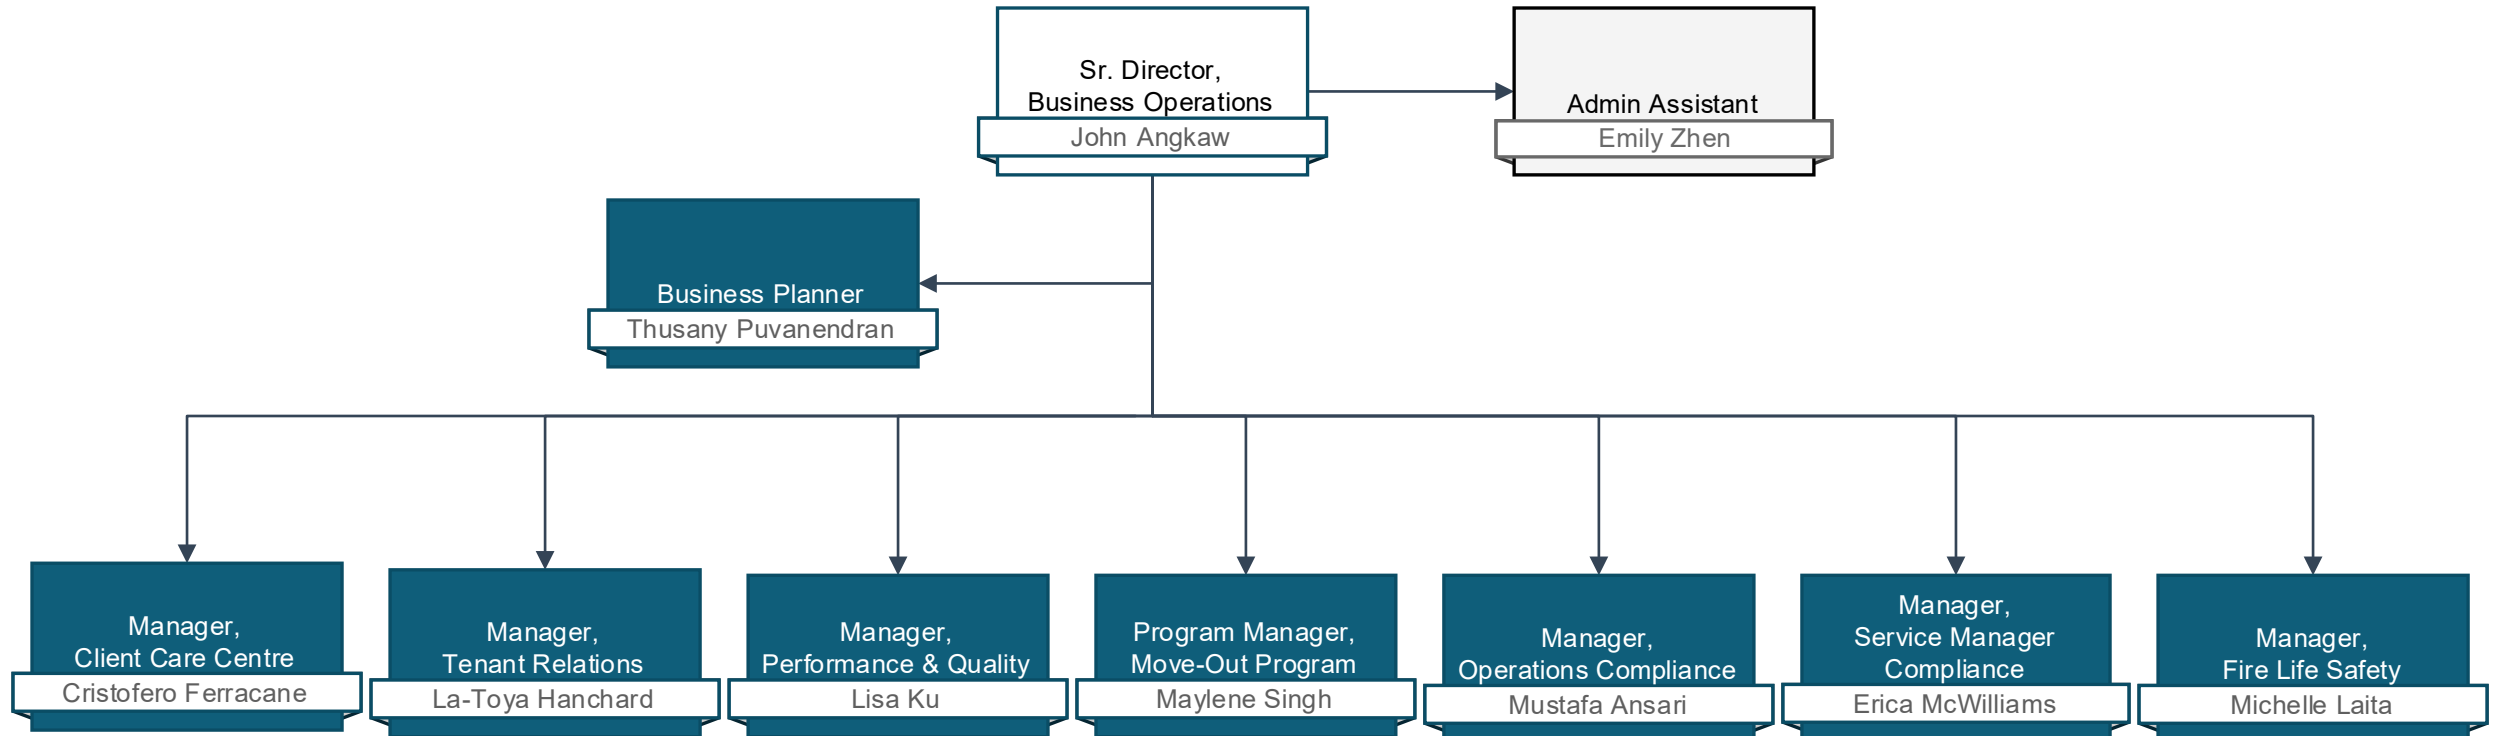 Sr. Director,
Business Operations
John Angkaw
Admin Assistant
Emily Zhen
Business Planner
Thusany Puvanendran
Manager,
Client Care Centre
Cristofero Ferracane
Manager,
Tenant Relations
La-Toya Hanchard
Manager,
Performance & Quality
Lisa Ku
Program Manager,
Move-Out Program
Maylene Singh
Manager,
Operations Compliance
Mustafa Ansari
Manager,
Service Manager
Compliance
Erica McWilliams
Manager,
Fire Life Safety
Michelle Laita